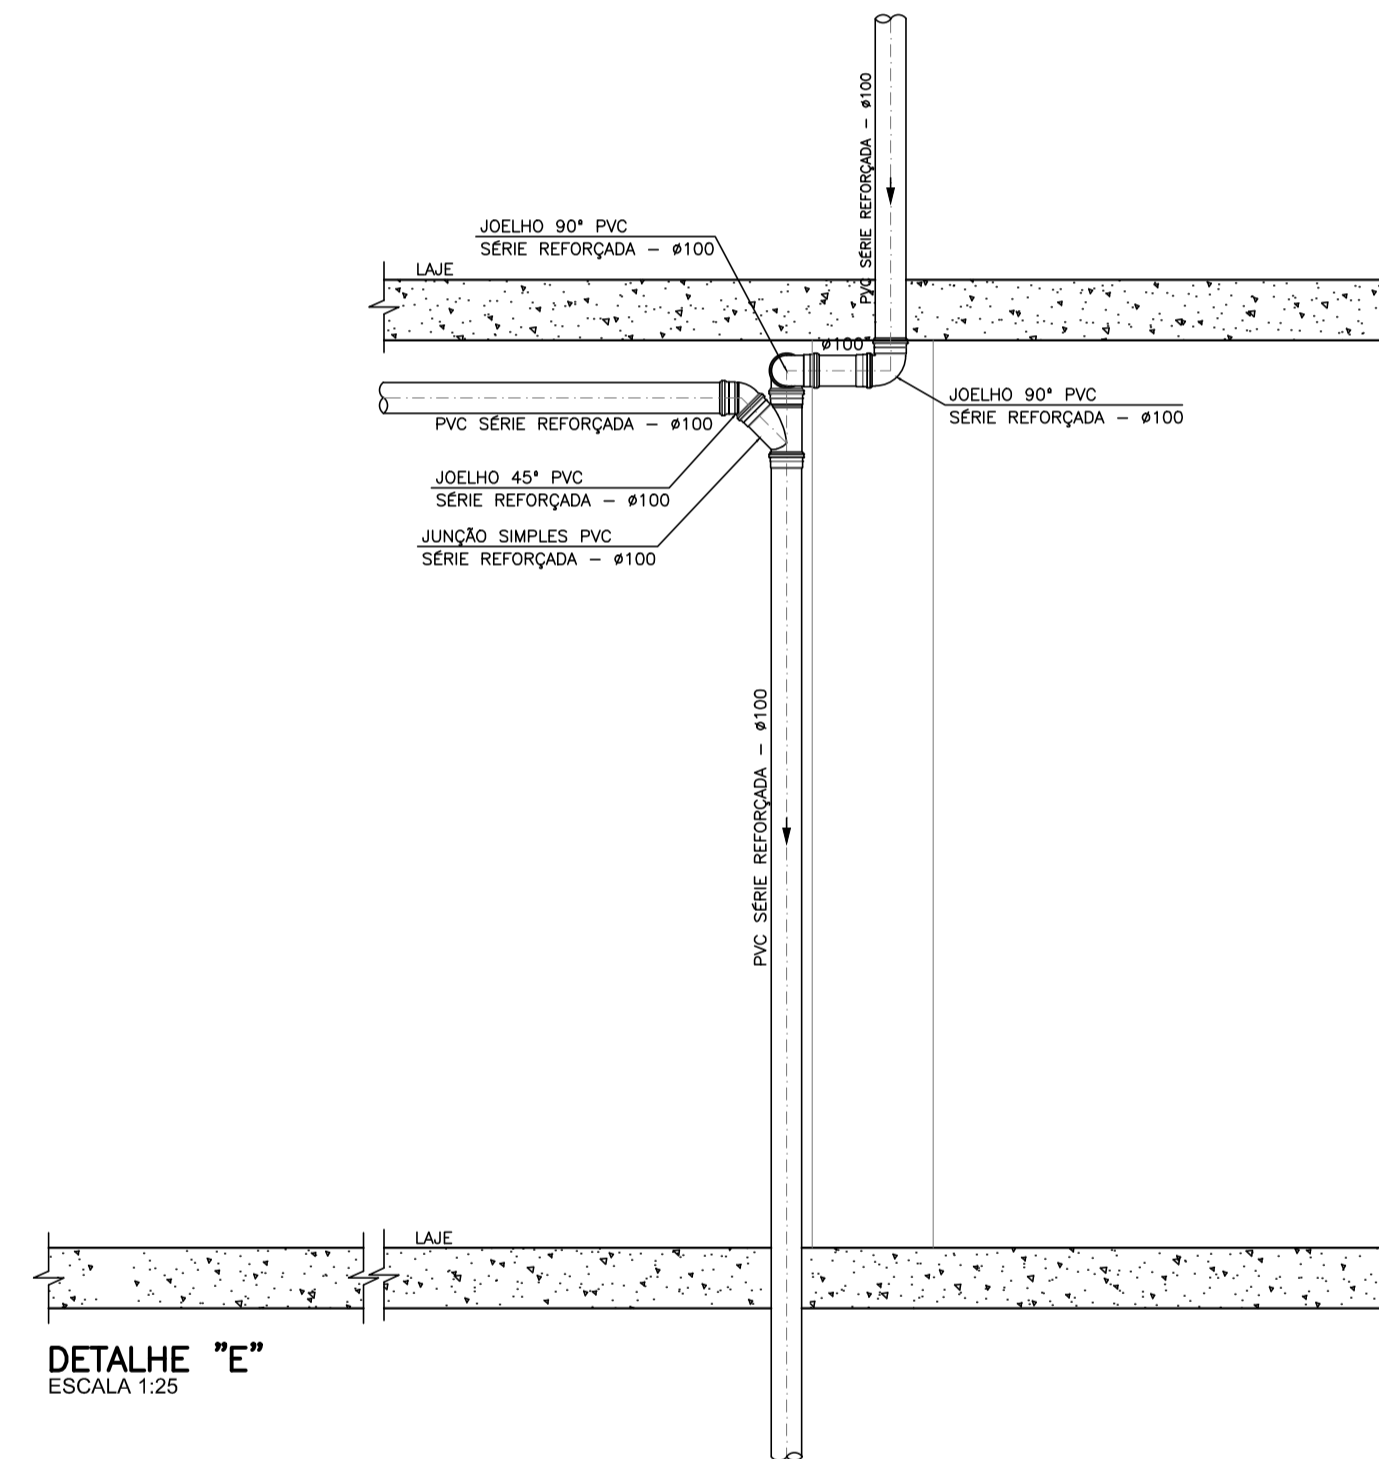 PVC SÉRIE REFORÇADA - ø100
JOELHO 90° PVC
SÉRIE REFORÇADA - ø100
LAJE
ø100
JOELHO 90° PVC
SÉRIE REFORÇADA - ø100
PVC SÉRIE REFORÇADA - ø100
JOELHO 45° PVC
SÉRIE REFORÇADA - ø100
JUNÇÃO SIMPLES PVC
SÉRIE REFORÇADA - ø100
PVC SÉRIE REFORÇADA - ø100
LAJE
DETALHE "E"
ESCALA 1:25